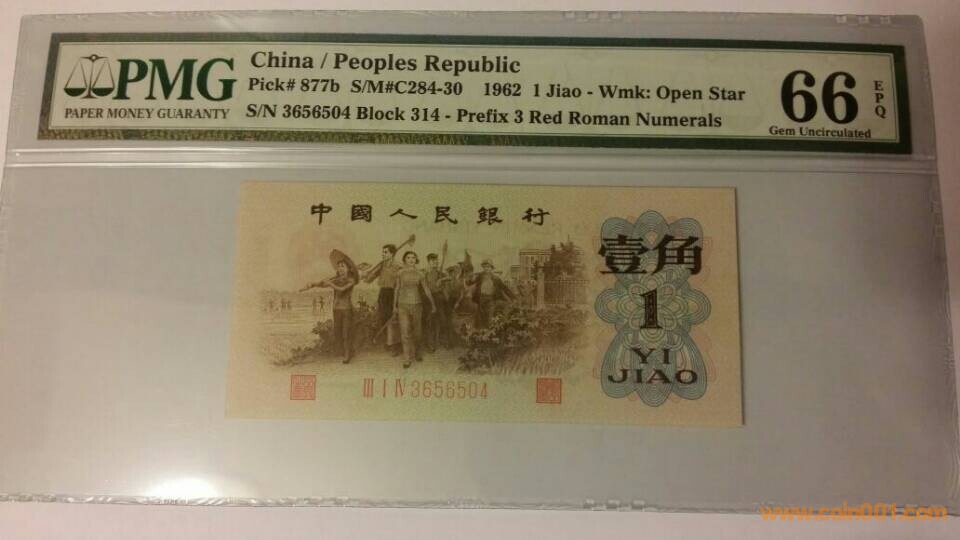 PMG
PAPER MONEY GUARANTY
China / Peoples Republic
Pick# 877b S/M#C284-30 1962 1 Jiao - Wmk: Open Star
S/N 3656504 Block 314 - Prefix 3 Red Roman Numerals
66
EPQ
Gem Uncirculated
中國人民銀行
壹角
1
YI
JIAO
III I IV 3656504
www.coin001.com